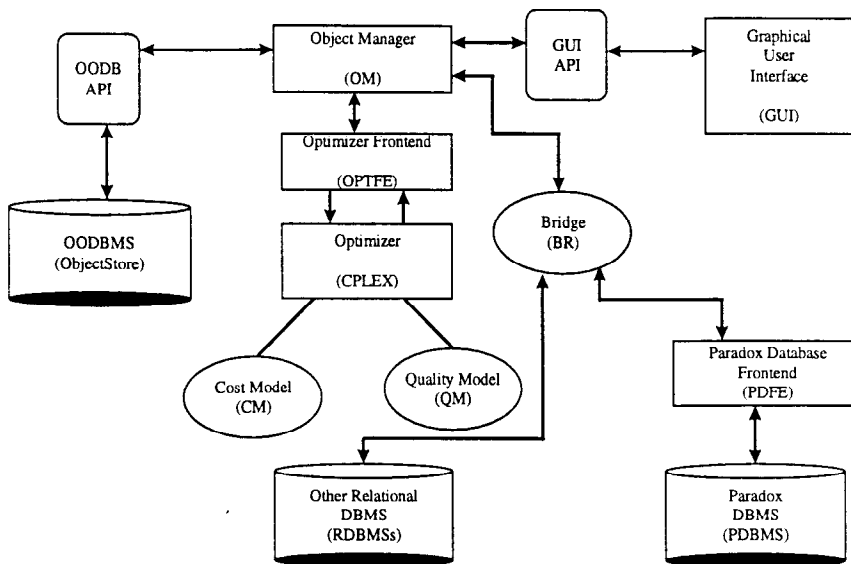 OODB
API
Object Manager
(OM)
GUI
API
Graphical
User
Interface
(GUI)
Optimizer Frontend
(OPTFE)
OODBMS
(ObjectStore)
Optimizer
(CPLEX)
Bridge
(BR)
Cost Model
(CM)
Quality Model
(QM)
Paradox Database
Frontend
(PDFE)
Other Relational
DBMS
(RDBMSs)
Paradox
DBMS
(PDBMS)